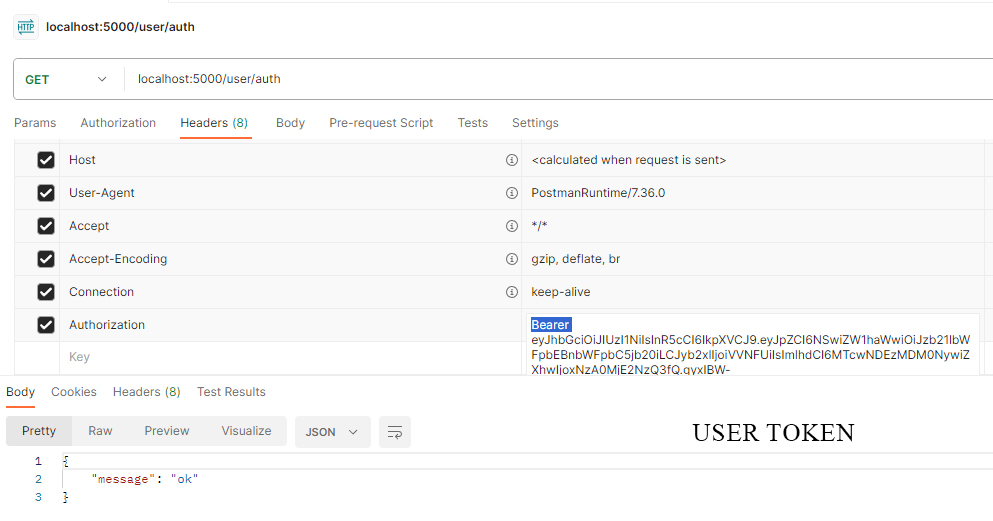 HTTP localhost:5000/user/auth
GET localhost:5000/user/auth
Params Authorization Headers (8) Body Pre-request Script Tests Settings
Host <calculated when request is sent>
User-Agent PostmanRuntime/7.36.0
Accept */*
Accept-Encoding gzip, deflate, br
Connection keep-alive
Authorization Bearer
eyJhbGciOiJIUzI1NiIsInR5cCI6IkpXVCJ9.eyJpZCI6NSwiZW1haWwiOiJzb21lbW
FpbEBnbWFpbC5jb20iLCJyb2xlIjoiVVNFUiIsImlhdCI6MTcwNDEzMDM0NywiZ
Key
XhwIjoxNzA0MjE2NzQ3fQ.qyxIBW-
Body Cookies Headers (8) Test Results
Pretty Raw Preview Visualize JSON
USER TOKEN
1 {
2 "message": "ok"
3 }